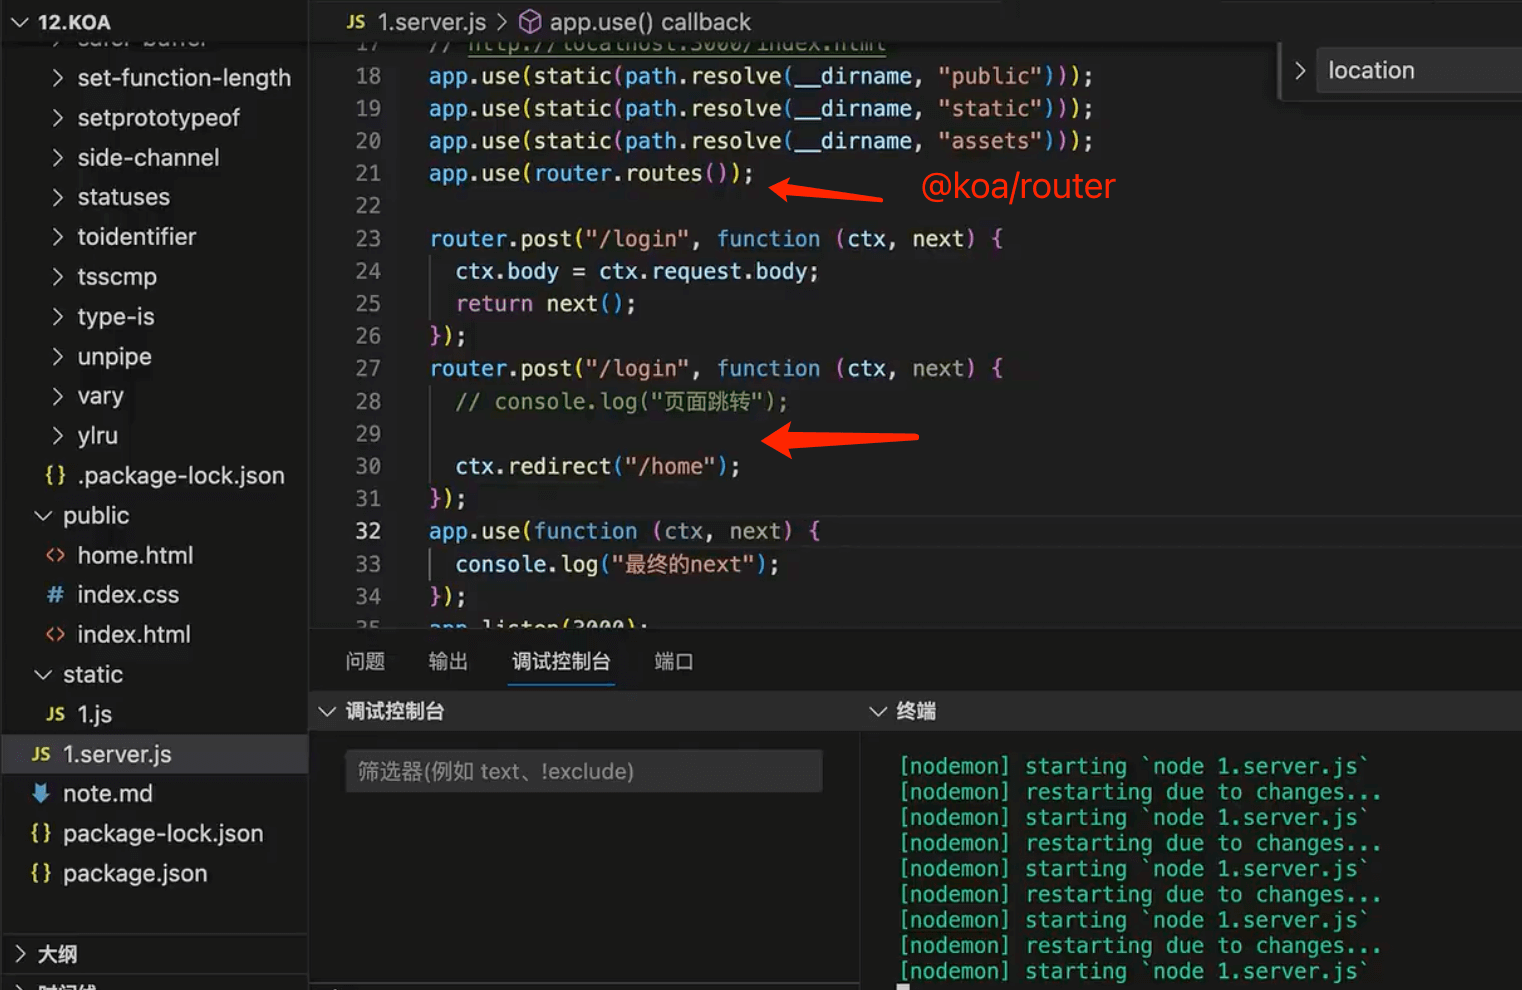 12.KOA
safer-buffer
set-function-length
setprototypeof
side-channel
statuses
toidentifier
tsscmp
type-is
unpipe
vary
ylru
{} .package-lock.json
public
<> home.html
# index.css
<> index.html
static
JS 1.js
JS 1.server.js
note.md
{} package-lock.json
{} package.json
大纲
时间线
JS 1.server.js > app.use() callback
location
17 // http://localhost:3000/index.html
18 app.use(static(path.resolve(__dirname, "public")));
19 app.use(static(path.resolve(__dirname, "static")));
20 app.use(static(path.resolve(__dirname, "assets")));
21 app.use(router.routes());
@koa/router
22
23 router.post("/login", function (ctx, next) {
24 ctx.body = ctx.request.body;
25 return next();
26 });
27 router.post("/login", function (ctx, next) {
28 // console.log("页面跳转");
29
30 ctx.redirect("/home");
31 });
32 app.use(function (ctx, next) {
33 console.log("最终的next");
34 });
35 app.listen(3000);
问题 输出 调试控制台 端口
调试控制台
筛选器(例如 text、!exclude)
终端
[nodemon] starting `node 1.server.js`
[nodemon] restarting due to changes...
[nodemon] starting `node 1.server.js`
[nodemon] restarting due to changes...
[nodemon] starting `node 1.server.js`
[nodemon] restarting due to changes...
[nodemon] starting `node 1.server.js`
[nodemon] restarting due to changes...
[nodemon] starting `node 1.server.js`